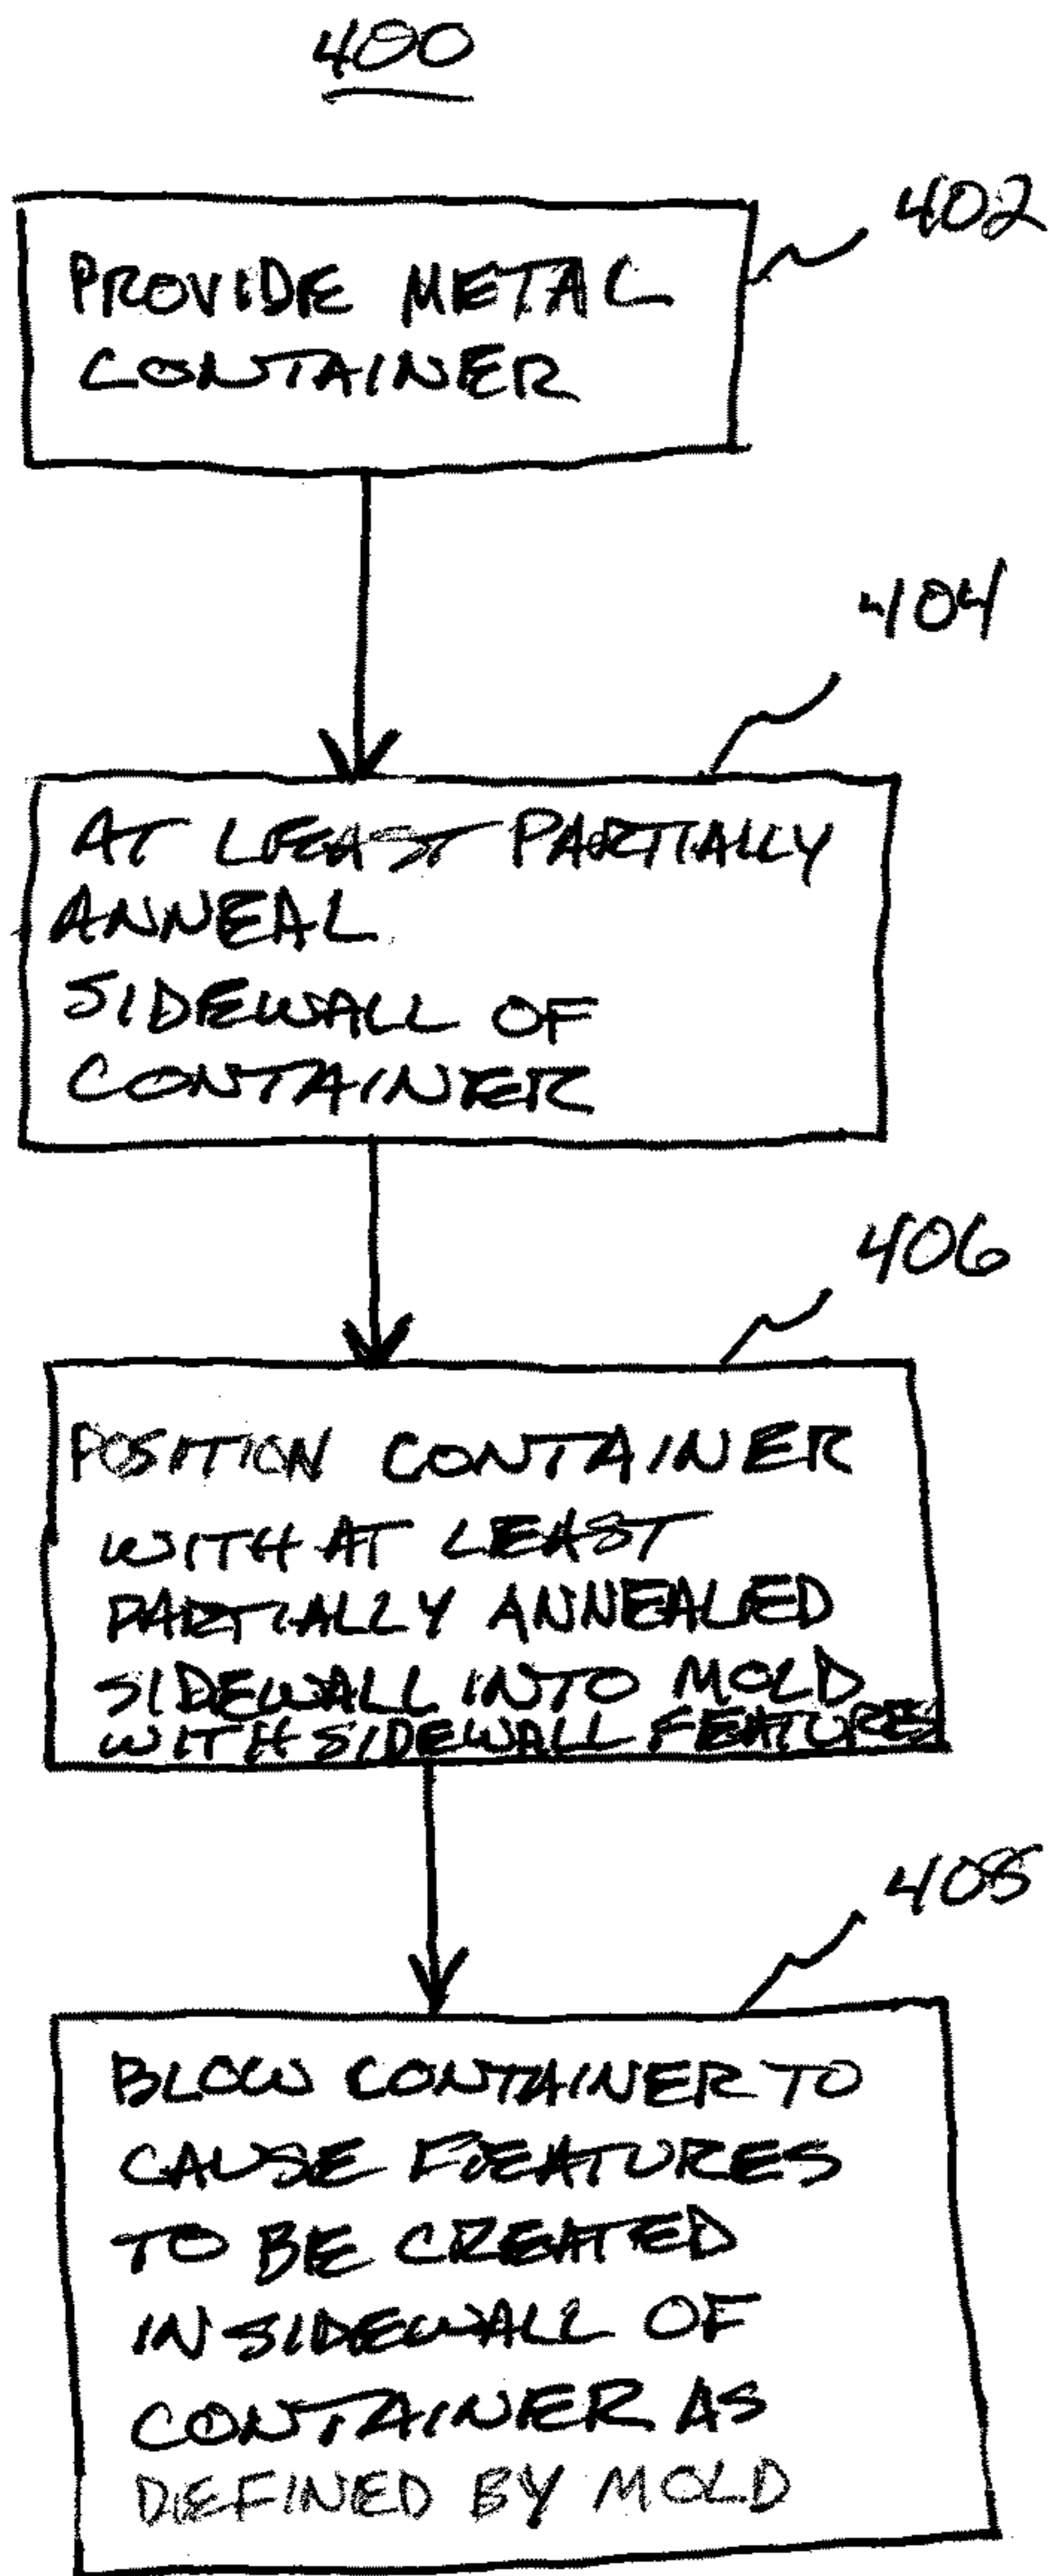 400
402
PROVIDE METAL
CONTAINER
404
AT LEAST PARTIALLY
ANNEAL
SIDEWALL OF
CONTAINER
406
POSITION CONTAINER
WITH AT LEAST
PARTIALLY ANNEALED
SIDEWALL INTO MOLD
WITH SIDEWALL FEATURES
408
BLOW CONTAINER TO
CAUSE FEATURES
TO BE CREATED
IN SIDEWALL OF
CONTAINER AS
DEFINED BY MOLD